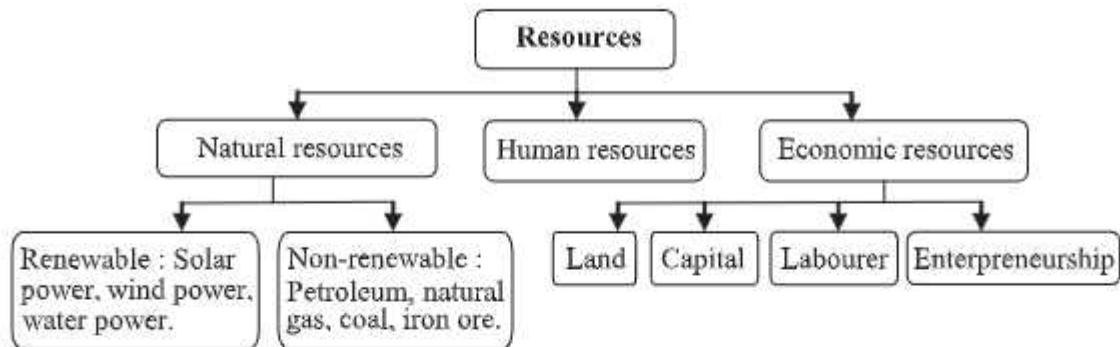 Resources
Natural resources
Human resources
Economic resources
Renewable : Solar
power, wind power,
water power.
Non-renewable :
Petroleum, natural
gas, coal, iron ore.
Land
Capital
Labourer
Enterpreneurship